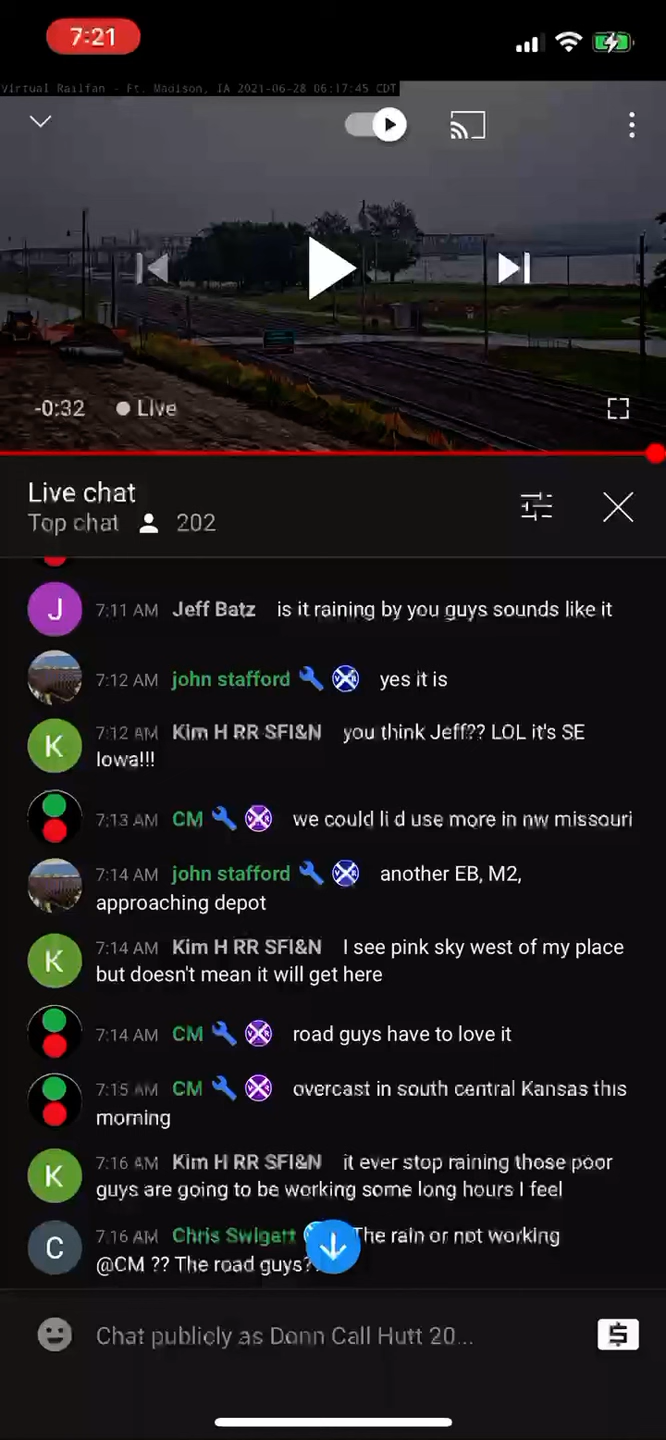 7:21
Virtual Railfan - Ft. Madison, IA 2021-06-28 06:17:45 CDT
-0:32 Live
Live chat
Top chat 202
J 7:11 AM Jeff Batz is it raining by you guys sounds like it
7:12 AM john stafford yes it is
K 7:12 AM Kim H RR SFI&N you think Jeff?? LOL it's SE
Iowa!!!
7:13 AM CM we could li d use more in nw missouri
7:14 AM john stafford another EB, M2,
approaching depot
K 7:14 AM Kim H RR SFI&N I see pink sky west of my place
but doesn't mean it will get here
7:14 AM CM road guys have to love it
7:15 AM CM overcast in south central Kansas this
morning
K 7:16 AM Kim H RR SFI&N it ever stop raining those poor
guys are going to be working some long hours I feel
C 7:16 AM Chris Swigart The rain or not working
@CM ?? The road guys?
Chat publicly as Donn Call Hutt 20...